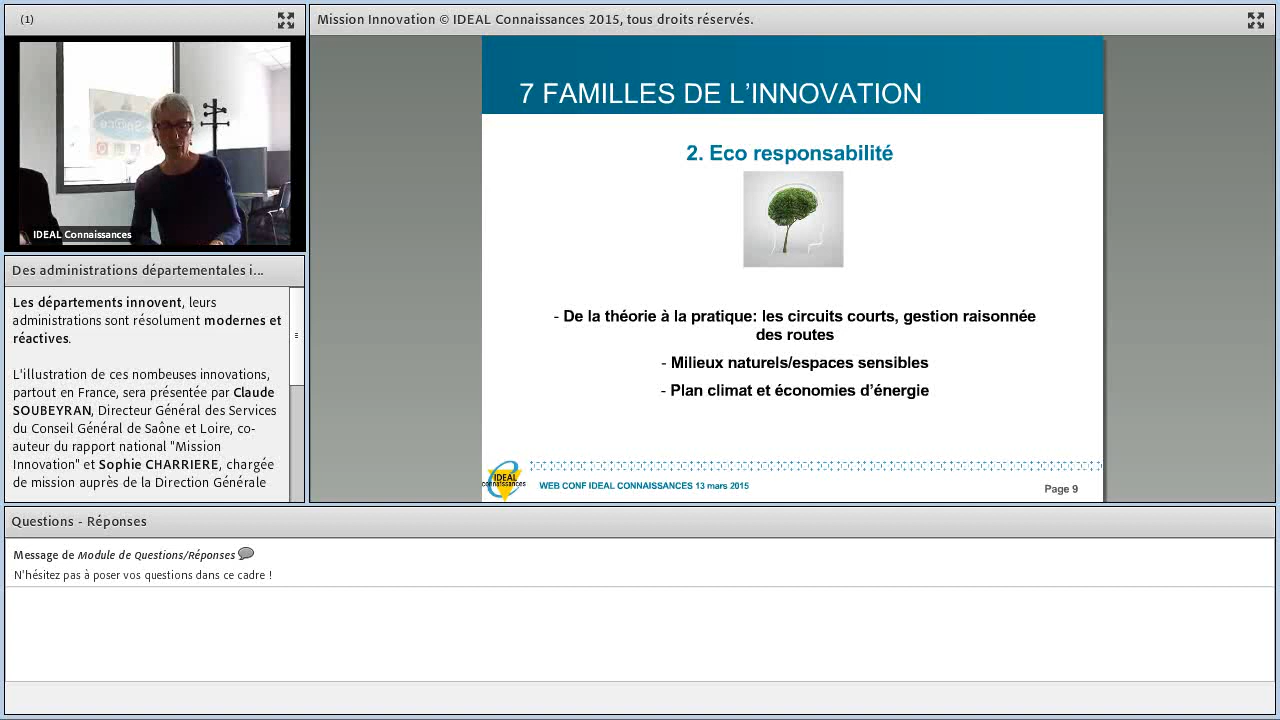 (1)
IDEAL Connaissances
Des administrations départementales i...
Les départements innovent, leurs
administrations sont résolument modernes et
réactives.
L'illustration de ces nombeuses innovations,
partout en France, sera présentée par Claude
SOUBEYRAN, Directeur Général des Services
du Conseil Général de Saône et Loire, co-
auteur du rapport national "Mission
Innovation" et Sophie CHARRIERE, chargée
de mission auprès de la Direction Générale
Mission Innovation © IDEAL Connaissances 2015, tous droits réservés.
7 FAMILLES DE L'INNOVATION
2. Eco responsabilité
- De la théorie à la pratique: les circuits courts, gestion raisonnée
des routes
- Milieux naturels/espaces sensibles
- Plan climat et économies d'énergie
IDEAL
connaissances
WEB CONF IDEAL CONNAISSANCES 13 mars 2015
Page 9
Questions - Réponses
Message de Module de Questions/Réponses
N'hésitez pas à poser vos questions dans ce cadre !